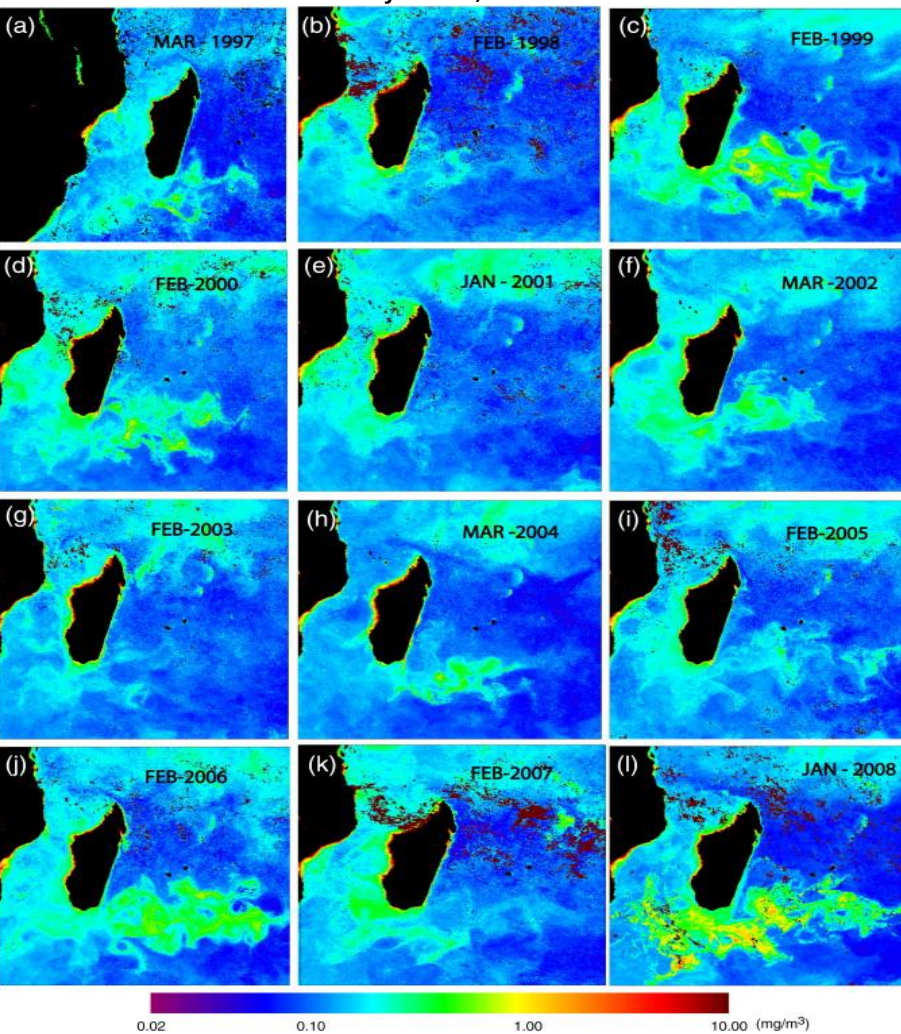 (a) MAR - 1997
(b) FEB- 1998
(c) FEB-1999
(d) FEB-2000
(e) JAN - 2001
(f) MAR -2002
(g) FEB-2003
(h) MAR -2004
(i) FEB-2005
(j) FEB-2006
(k) FEB-2007
(l) JAN - 2008
0.02 0.10 1.00 10.00 (mg/m³)